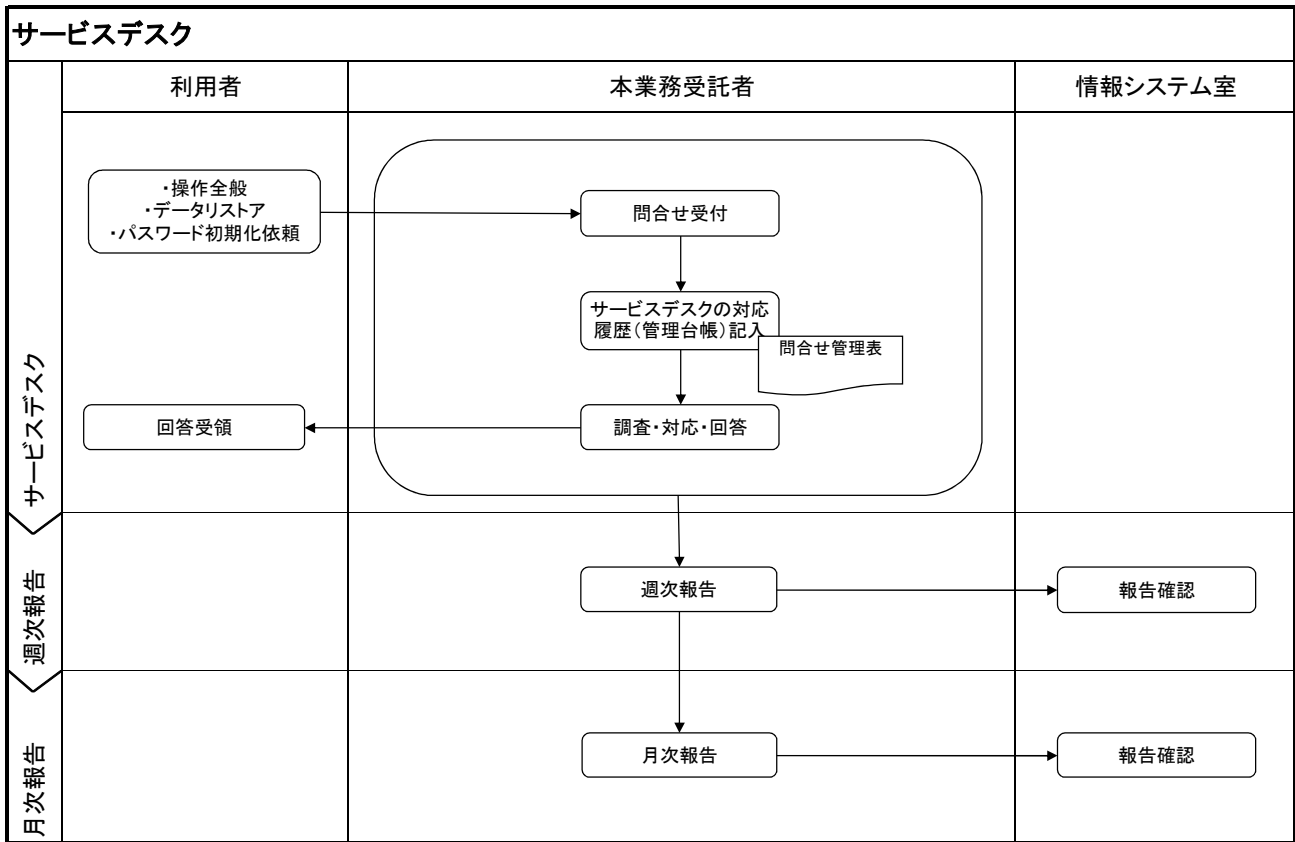 サービスデスク
利用者
本業務受託者
情報システム室
サービスデスク
・操作全般
・データリストア
・パスワード初期化依頼
問合せ受付
サービスデスクの対応
履歴(管理台帳)記入
問合せ管理表
回答受領
調査・対応・回答
週次報告
週次報告
報告確認
月次報告
月次報告
報告確認